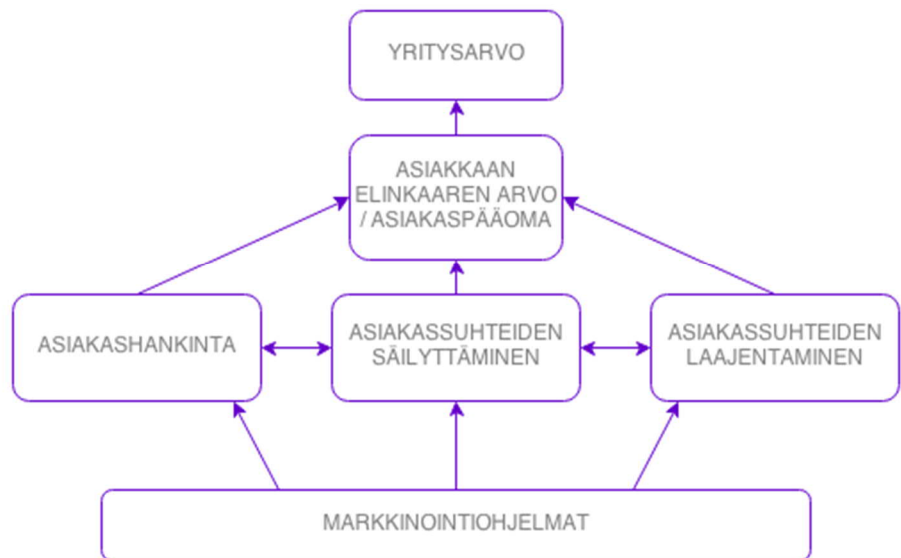 YRITYSARVO
ASIAKKAAN
ELINKAAREN ARVO
/ ASIAKASPÄÄOMA
ASIAKASHANKINTA
ASIAKASSUHTEIDEN
SÄILYTTÄMINEN
ASIAKASSUHTEIDEN
LAAJENTAMINEN
MARKKINOINTIOHJELMAT